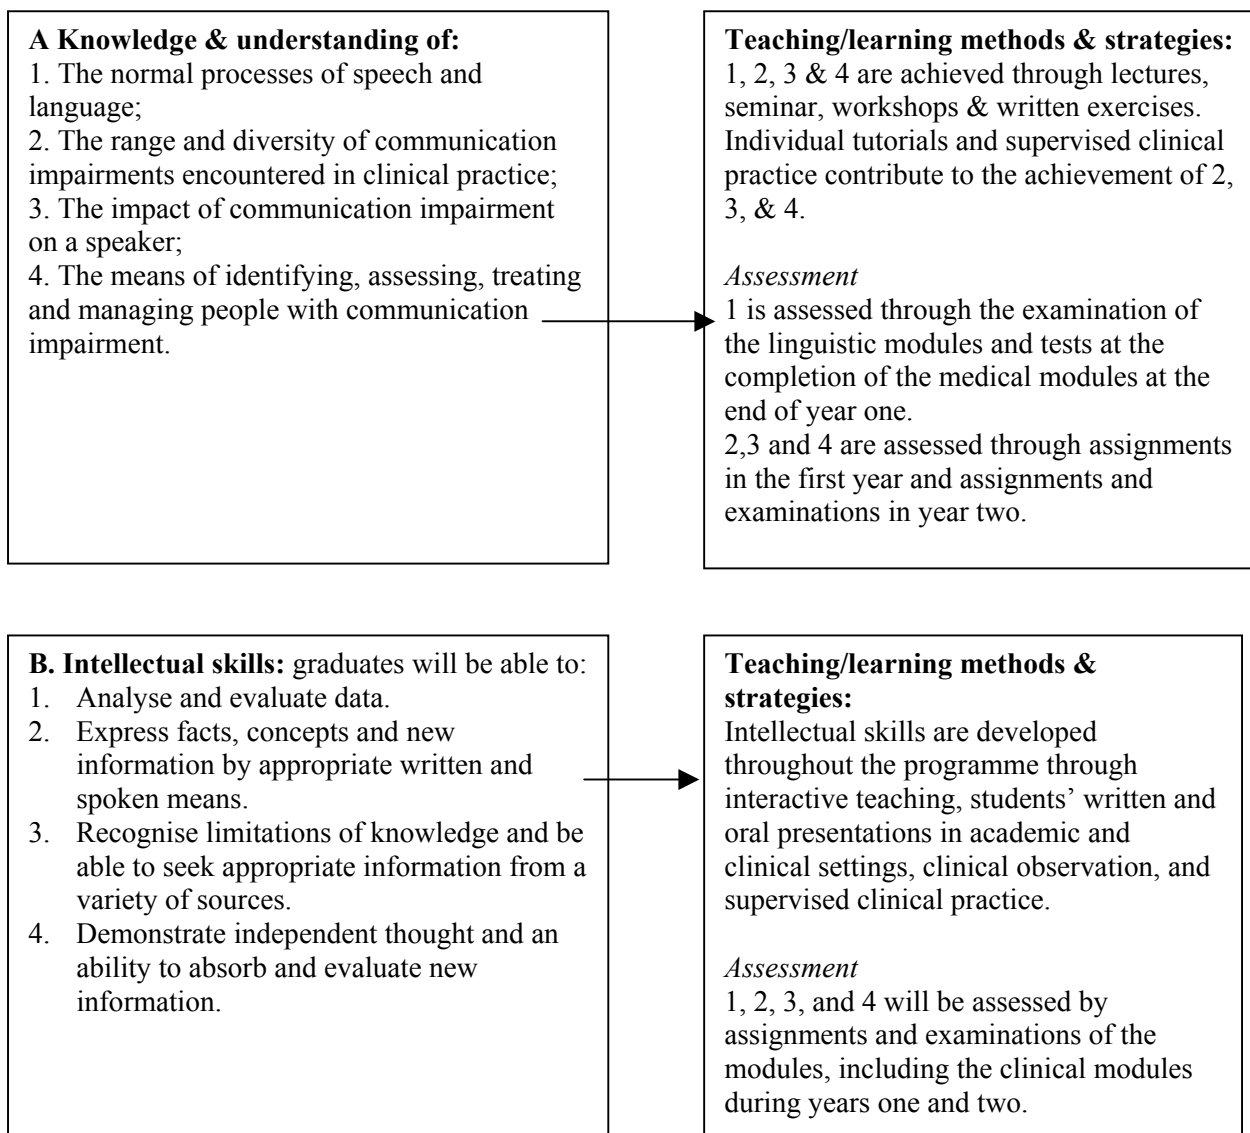 A Knowledge & understanding of:
1. The normal processes of speech and
language;
2. The range and diversity of communication
impairments encountered in clinical practice;
3. The impact of communication impairment
on a speaker;
4. The means of identifying, assessing, treating
and managing people with communication
impairment.
Teaching/learning methods & strategies:
1, 2, 3 & 4 are achieved through lectures,
seminar, workshops & written exercises.
Individual tutorials and supervised clinical
practice contribute to the achievement of 2,
3, & 4.
Assessment
1 is assessed through the examination of
the linguistic modules and tests at the
completion of the medical modules at the
end of year one.
2,3 and 4 are assessed through assignments
in the first year and assignments and
examinations in year two.
B. Intellectual skills: graduates will be able to:
1. Analyse and evaluate data.
2. Express facts, concepts and new
information by appropriate written and
spoken means.
3. Recognise limitations of knowledge and be
able to seek appropriate information from a
variety of sources.
4. Demonstrate independent thought and an
ability to absorb and evaluate new
information.
Teaching/learning methods &
strategies:
Intellectual skills are developed
throughout the programme through
interactive teaching, students’ written and
oral presentations in academic and
clinical settings, clinical observation, and
supervised clinical practice.
Assessment
1, 2, 3, and 4 will be assessed by
assignments and examinations of the
modules, including the clinical modules
during years one and two.